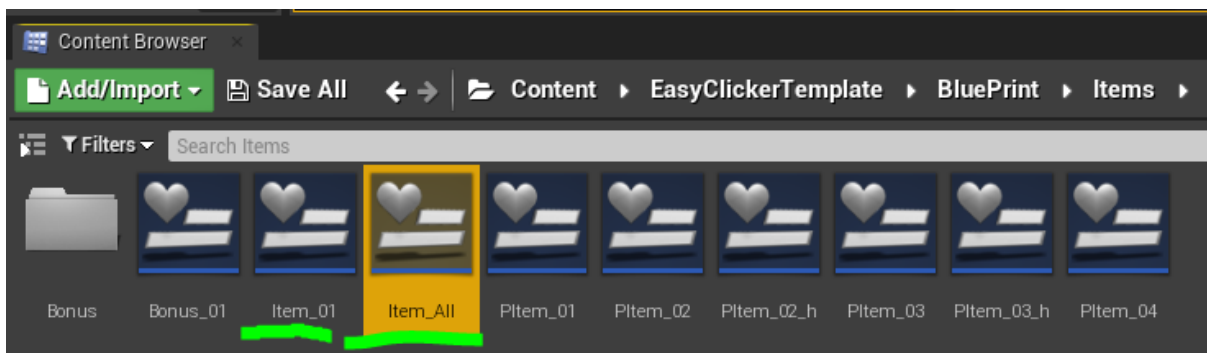 Content Browser
Add/Import Save All Content EasyClickerTemplate BluePrint Items
Filters Search Items
Bonus Bonus_01 Item_01 Item_All PItem_01 PItem_02 PItem_02_h PItem_03 PItem_03_h PItem_04